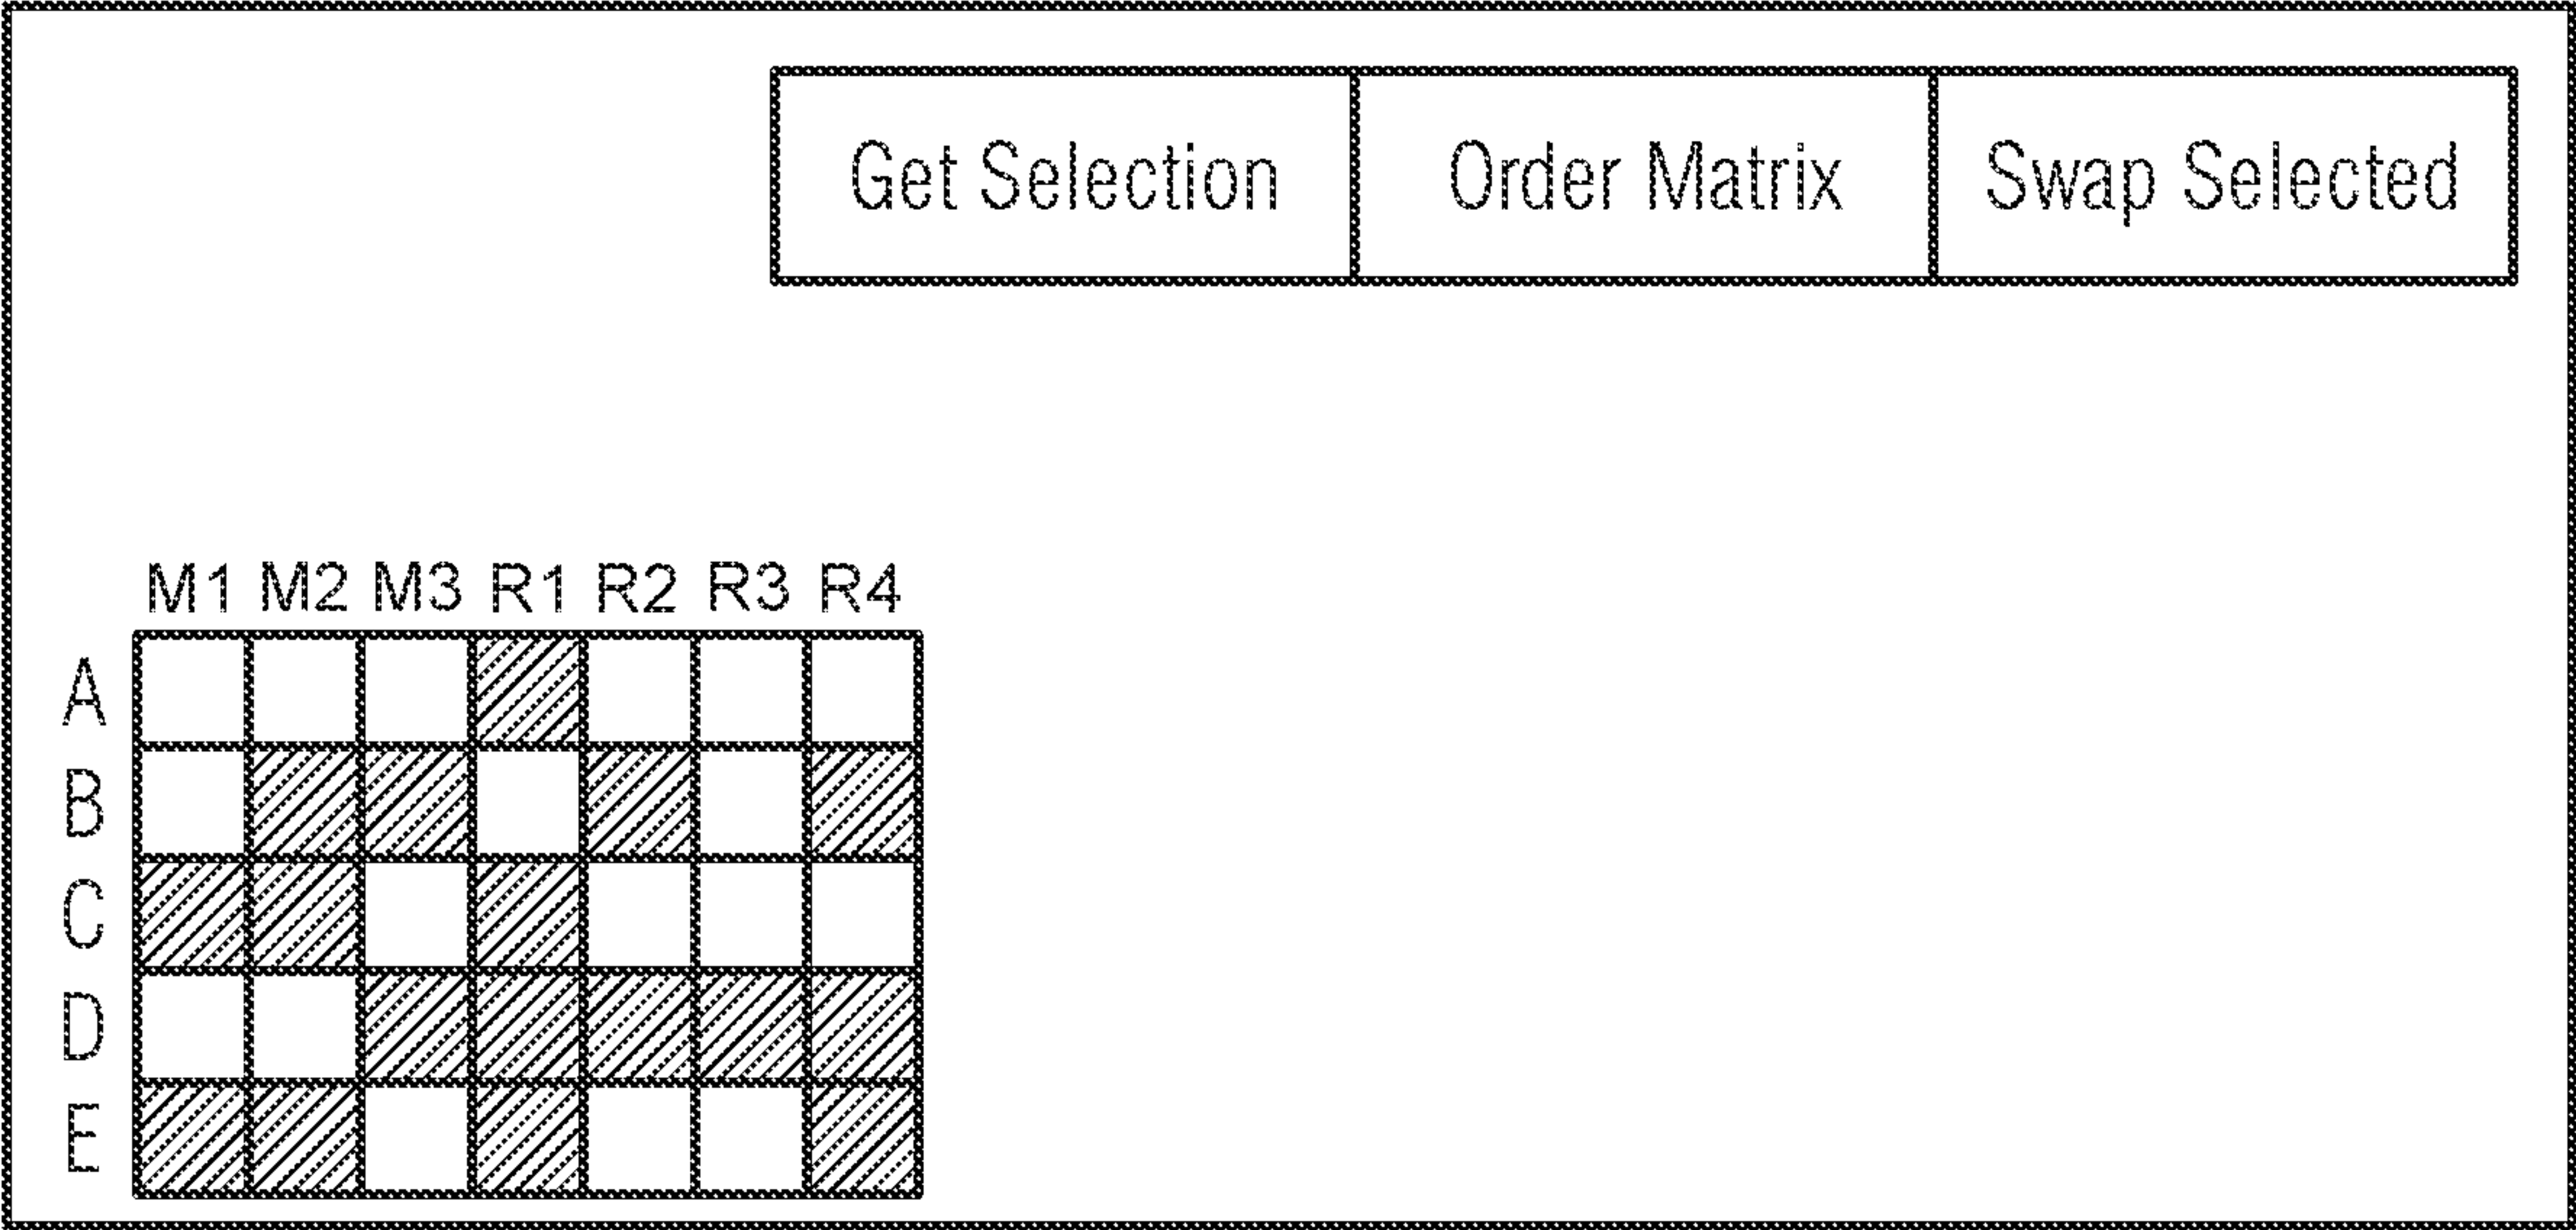 Get Selection Order Matrix Swap Selected
M1 M2 M3 R1 R2 R3 R4
A
B
C
D
E